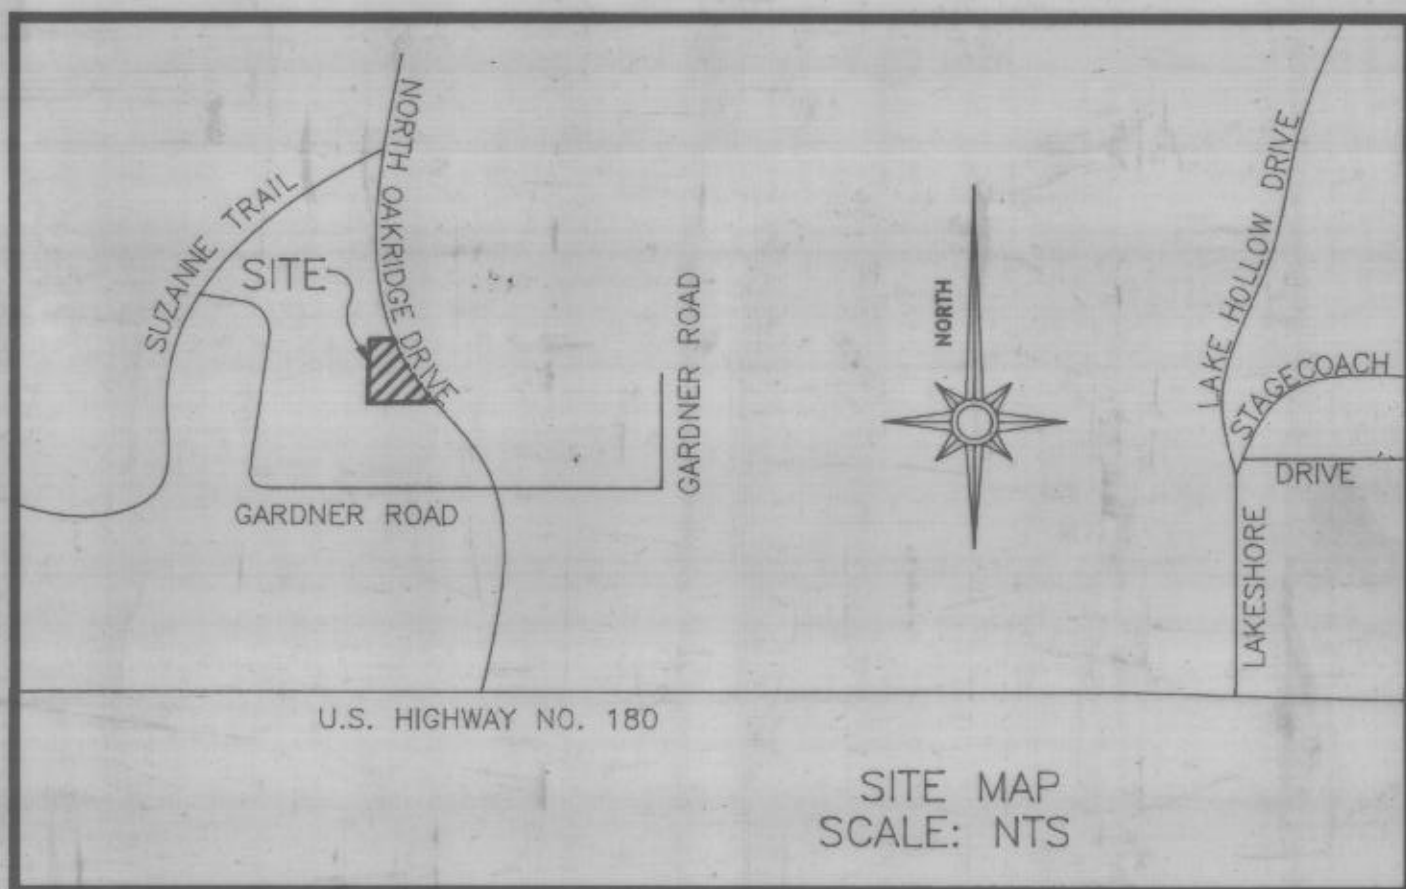 NORTH OAKRIDGE DRIVE
SUZANNE TRAIL
SITE
GARDNER ROAD
GARDNER ROAD
NORTH
LAKE HOLLOW DRIVE
STAGECOACH
DRIVE
LAKESHORE
U.S. HIGHWAY NO. 180
SITE MAP
SCALE: NTS